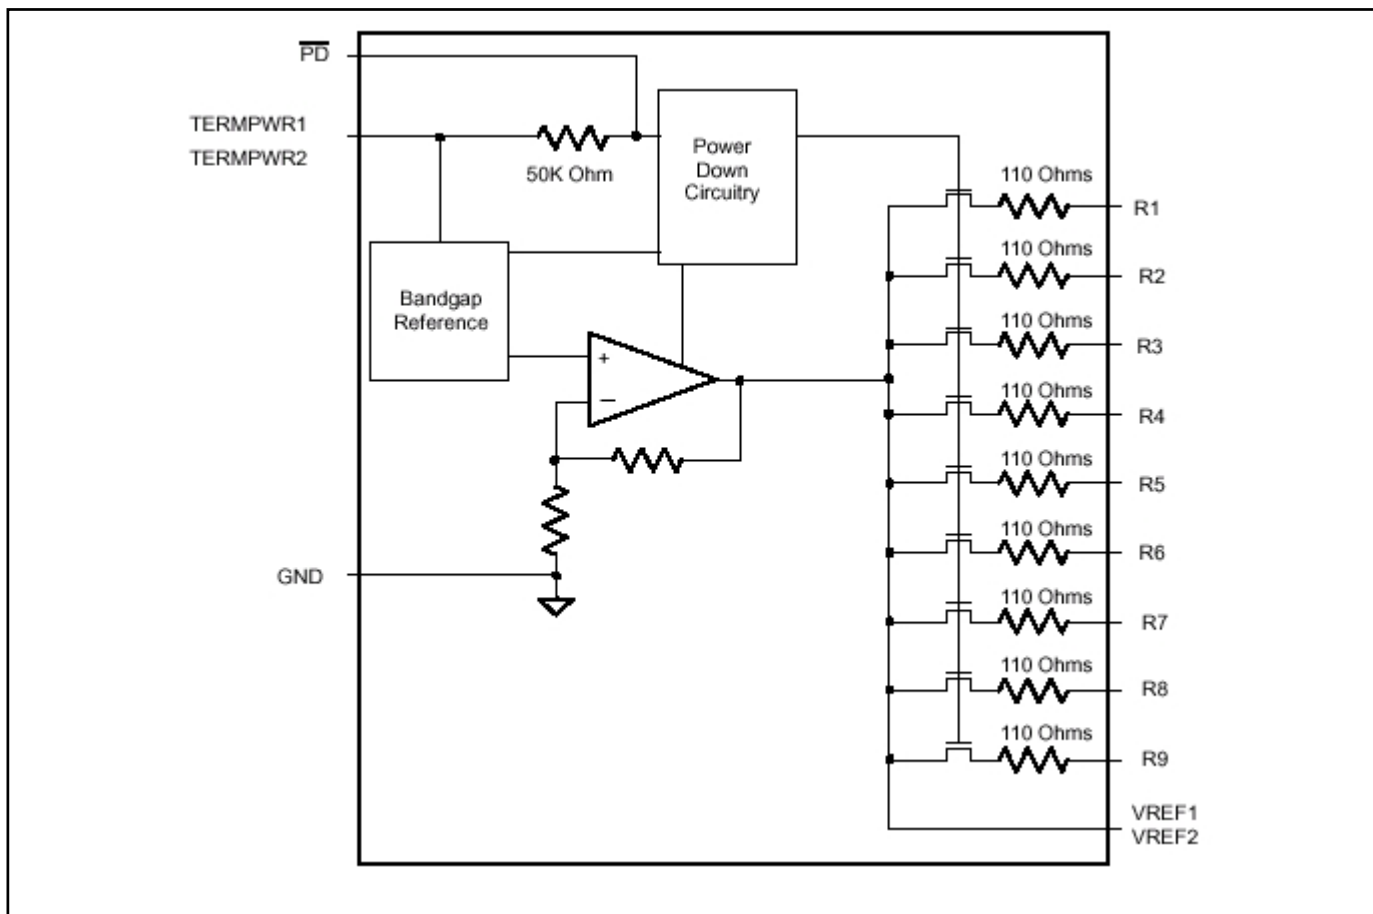 PD
TERMPWR1
TERMPWR2
50K Ohm
Power
Down
Circuitry
Bandgap
Reference
+
−
GND
110 Ohms
R1
110 Ohms
R2
110 Ohms
R3
110 Ohms
R4
110 Ohms
R5
110 Ohms
R6
110 Ohms
R7
110 Ohms
R8
110 Ohms
R9
VREF1
VREF2